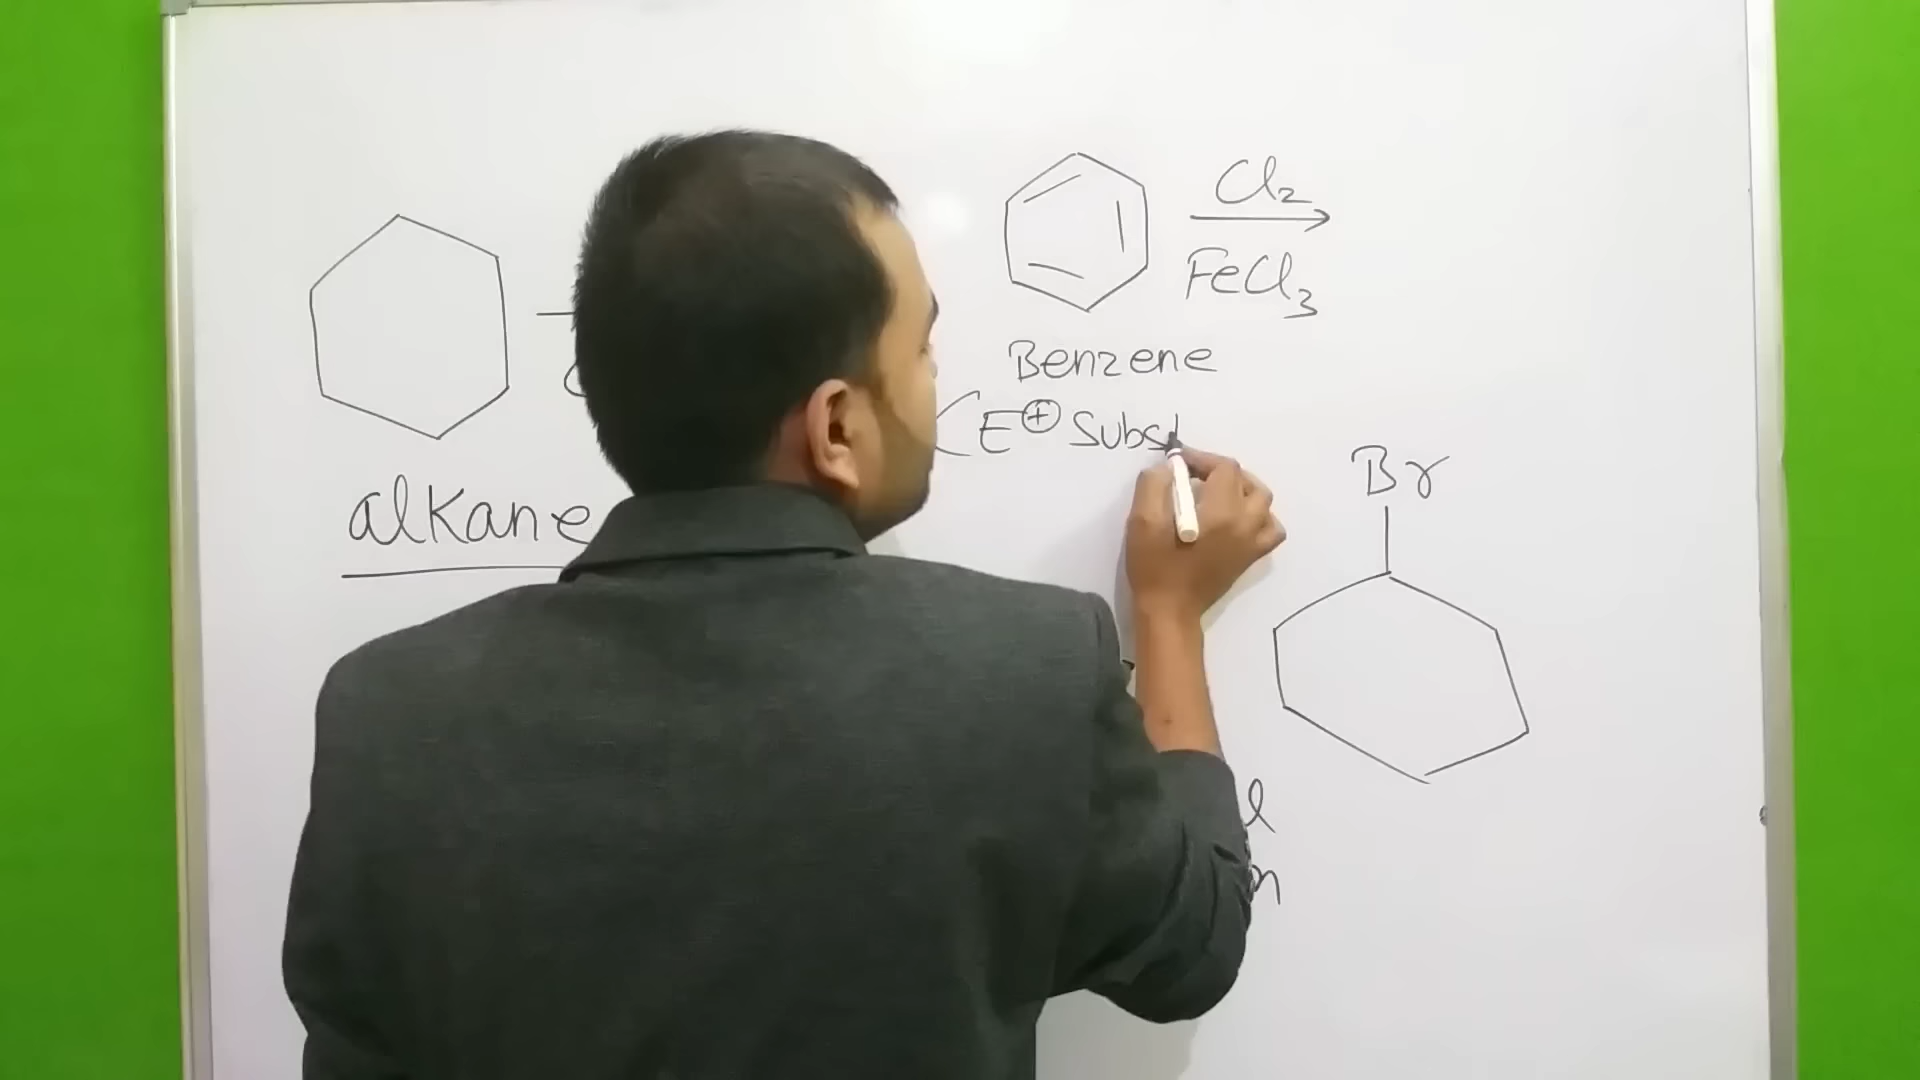 alkane
Cl2
FeCl3
Benzene
(E⊕ Subst
Br